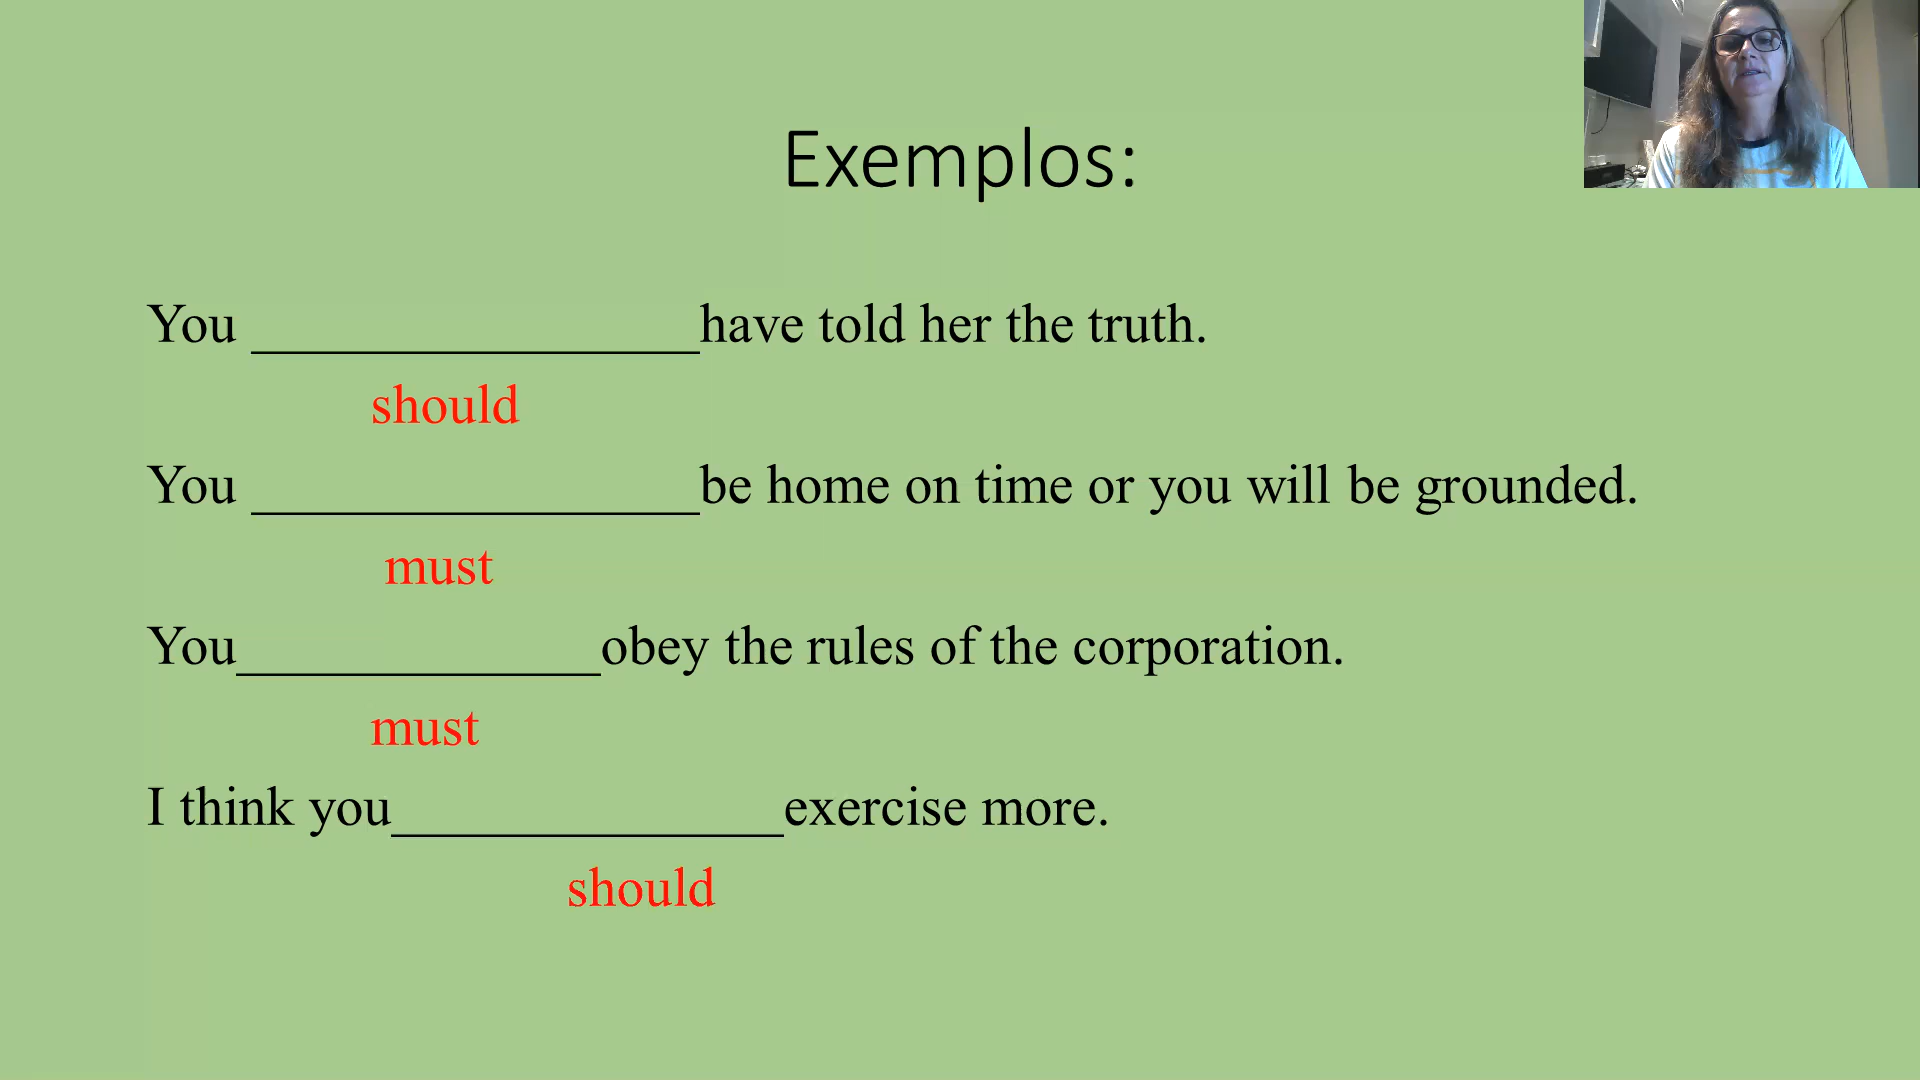 Exemplos:
You ________________have told her the truth.
should
You ________________be home on time or you will be grounded.
must
You_____________obey the rules of the corporation.
must
I think you______________exercise more.
should